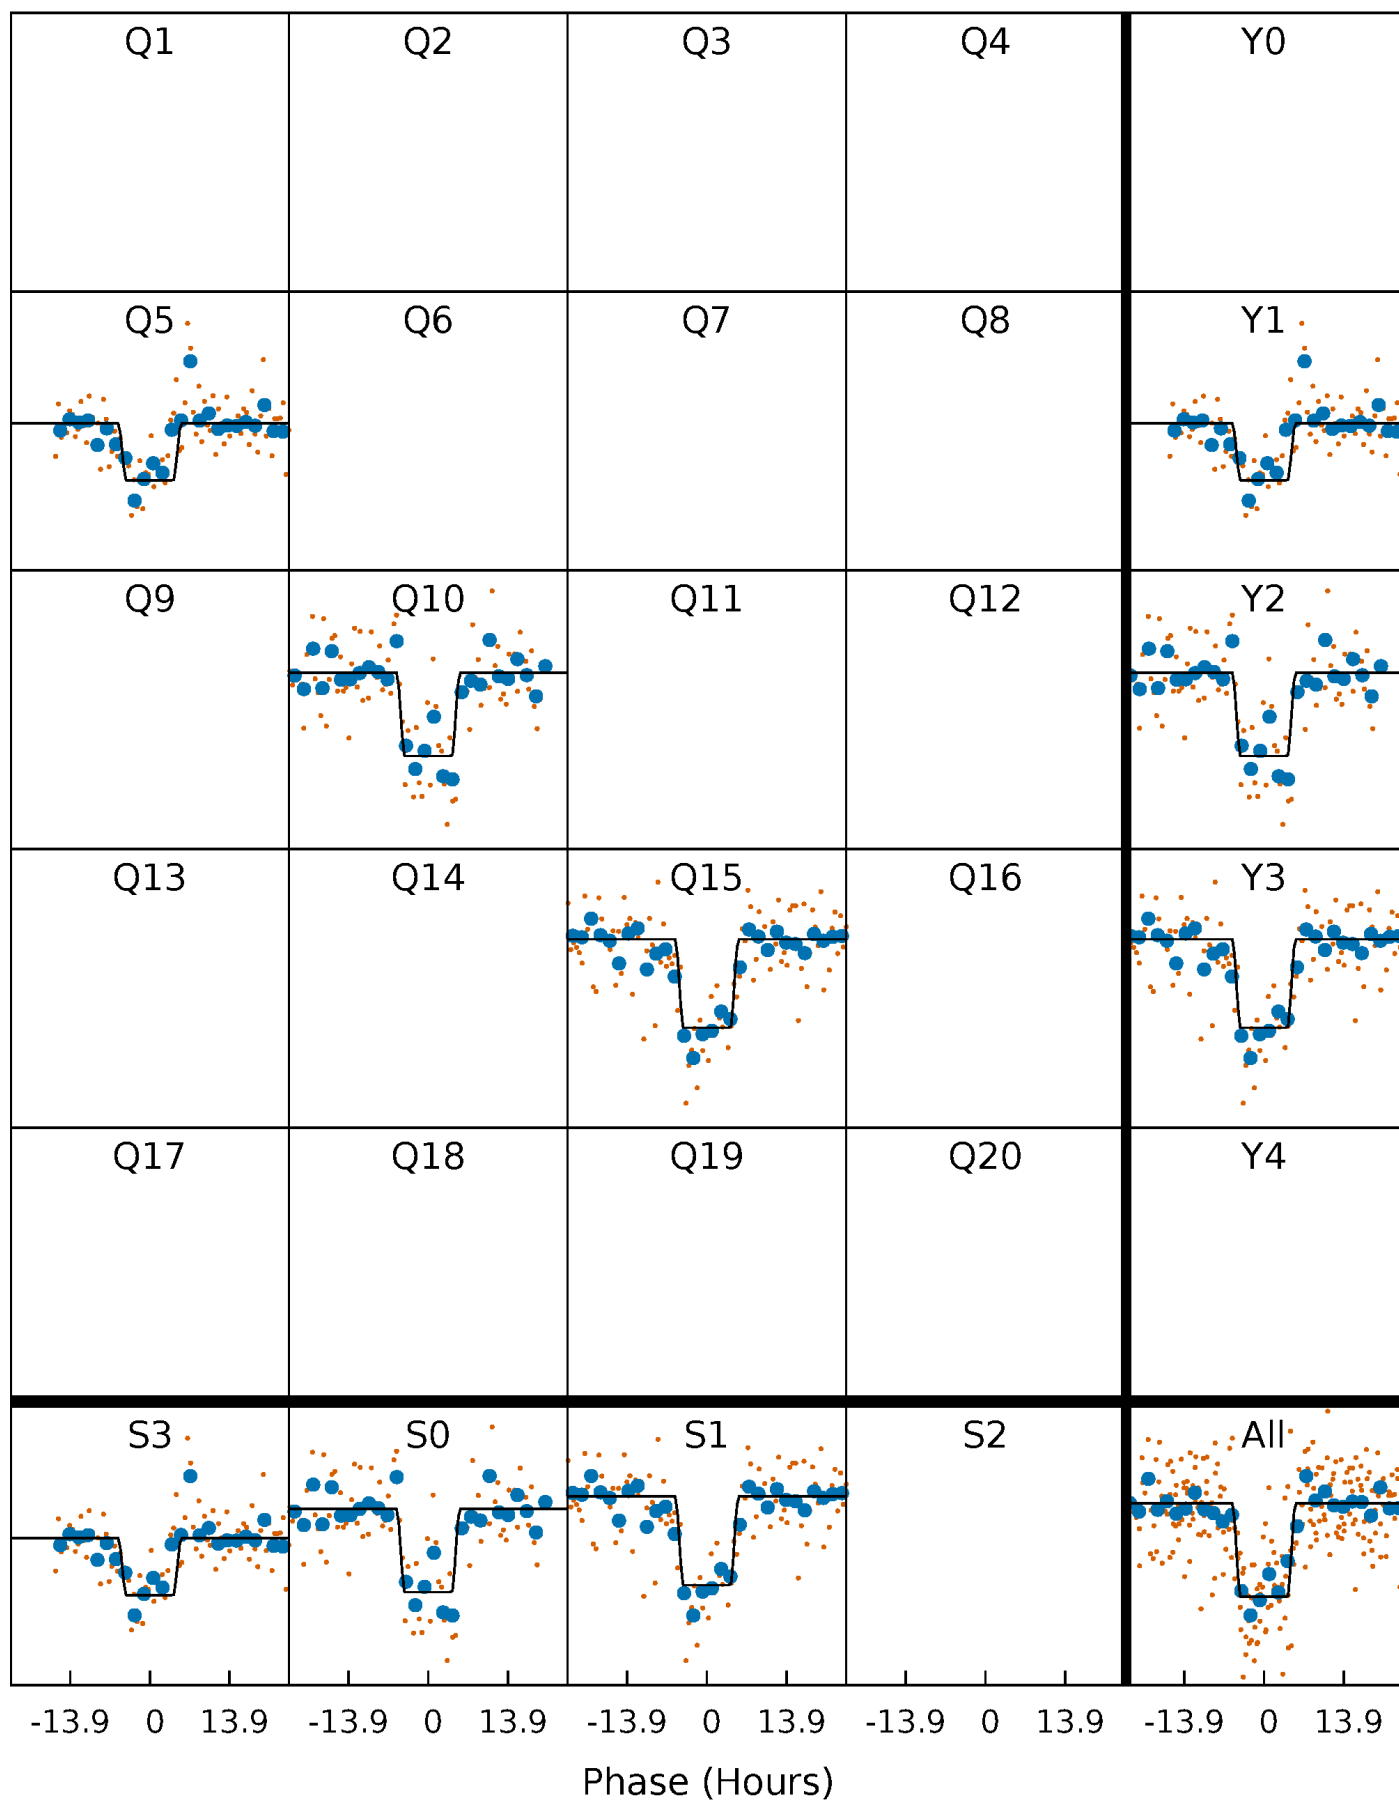 Q1 Q2 Q3 Q4 Y0
Q5 Q6 Q7 Q8 Y1
Q9 Q10 Q11 Q12 Y2
Q13 Q14 Q15 Q16 Y3
Q17 Q18 Q19 Q20 Y4
S3 S0 S1 S2 All
-13.9 0 13.9 -13.9 0 13.9 -13.9 0 13.9 -13.9 0 13.9 -13.9 0 13.9
Phase (Hours)